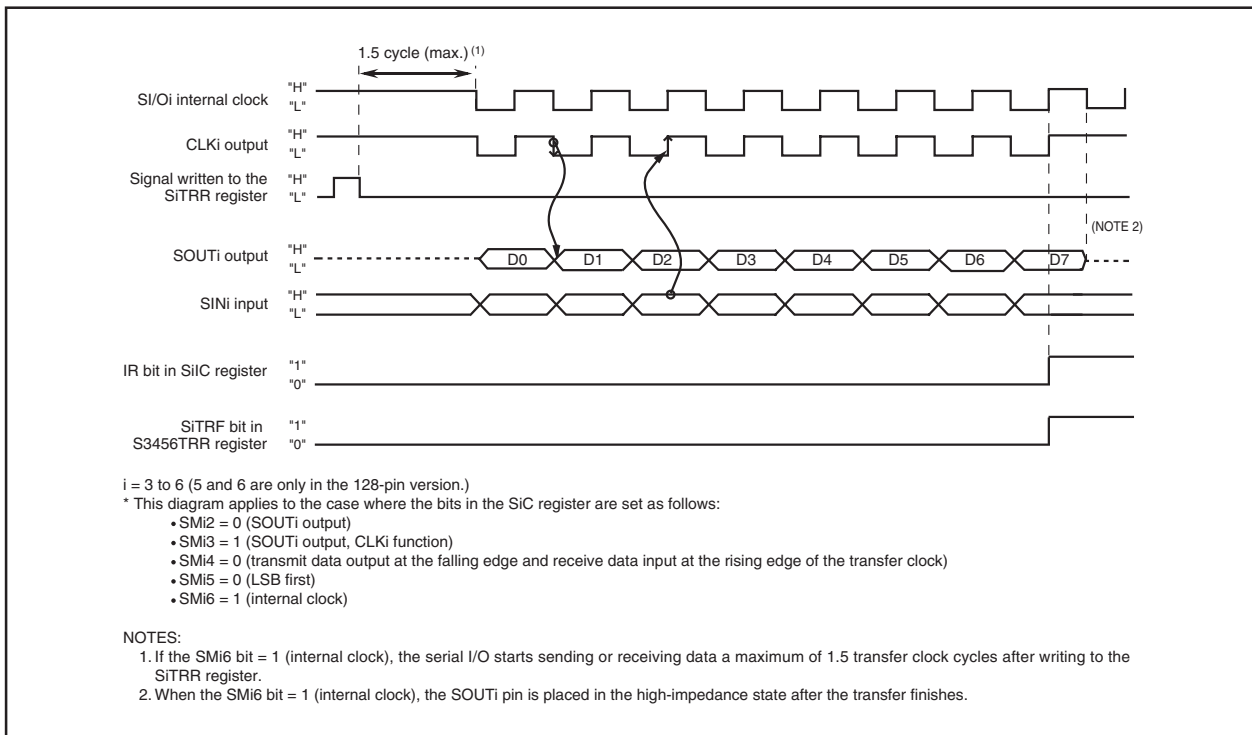 1.5 cycle (max.) (1)
SI/Oi internal clock "H" "L"
CLKi output "H" "L"
Signal written to the SiTRR register "H" "L"
SOUTi output "H" "L" D0 D1 D2 D3 D4 D5 D6 D7 (NOTE 2)
SINi input "H" "L"
IR bit in SiIC register "1" "0"
SiTRF bit in S3456TRR register "1" "0"
i = 3 to 6 (5 and 6 are only in the 128-pin version.)
* This diagram applies to the case where the bits in the SiC register are set as follows:
• SMi2 = 0 (SOUTi output)
• SMi3 = 1 (SOUTi output, CLKi function)
• SMi4 = 0 (transmit data output at the falling edge and receive data input at the rising edge of the transfer clock)
• SMi5 = 0 (LSB first)
• SMi6 = 1 (internal clock)
NOTES:
1. If the SMi6 bit = 1 (internal clock), the serial I/O starts sending or receiving data a maximum of 1.5 transfer clock cycles after writing to the
SiTRR register.
2. When the SMi6 bit = 1 (internal clock), the SOUTi pin is placed in the high-impedance state after the transfer finishes.